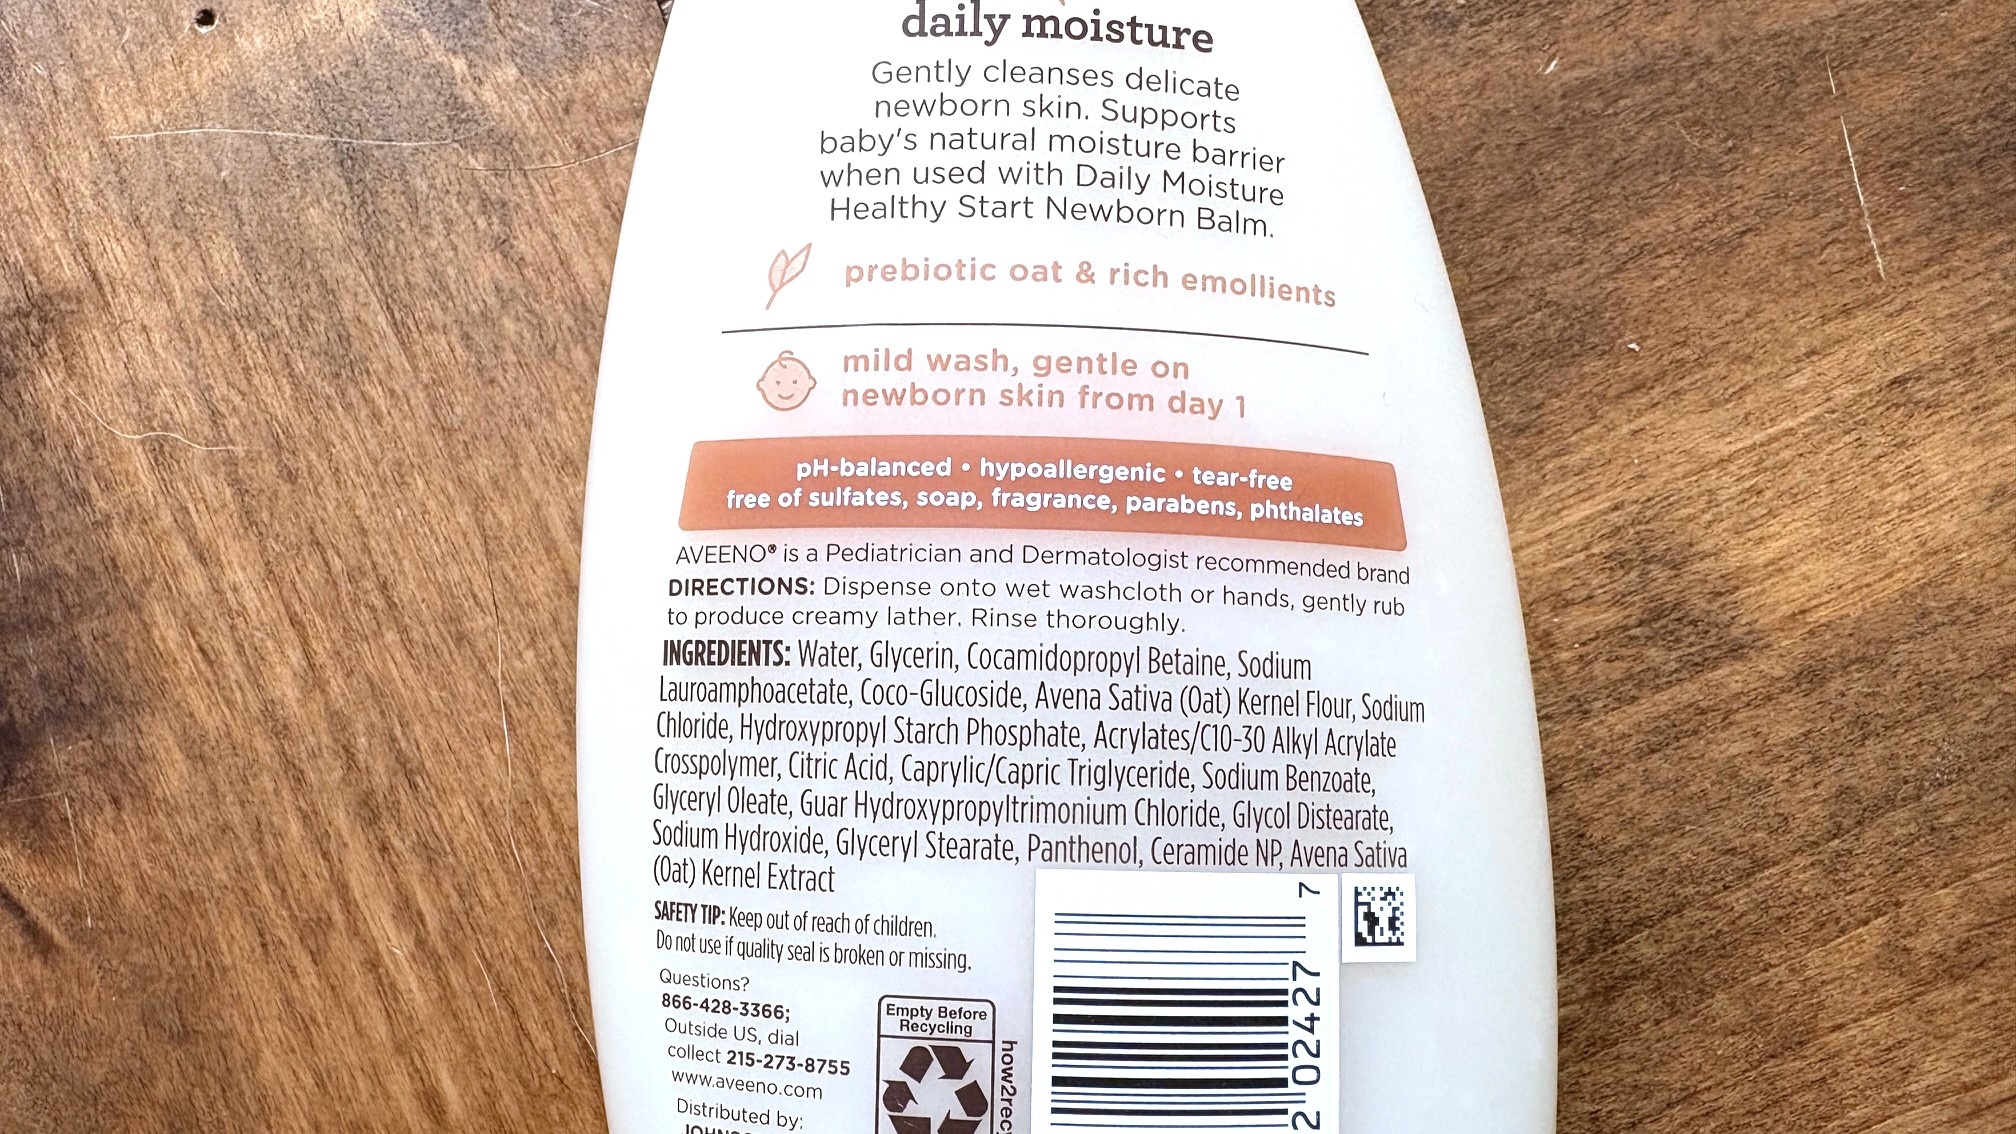 daily moisture
Gently cleanses delicate
newborn skin. Supports
baby's natural moisture barrier
when used with Daily Moisture
Healthy Start Newborn Balm.
prebiotic oat & rich emollients
mild wash, gentle on
newborn skin from day 1
pH-balanced • hypoallergenic • tear-free
free of sulfates, soap, fragrance, parabens, phthalates
AVEENO® is a Pediatrician and Dermatologist recommended brand
DIRECTIONS: Dispense onto wet washcloth or hands, gently rub
to produce creamy lather. Rinse thoroughly.
INGREDIENTS: Water, Glycerin, Cocamidopropyl Betaine, Sodium
Lauroamphoacetate, Coco-Glucoside, Avena Sativa (Oat) Kernel Flour, Sodium
Chloride, Hydroxypropyl Starch Phosphate, Acrylates/C10-30 Alkyl Acrylate
Crosspolymer, Citric Acid, Caprylic/Capric Triglyceride, Sodium Benzoate,
Glyceryl Oleate, Guar Hydroxypropyltrimonium Chloride, Glycol Distearate,
Sodium Hydroxide, Glyceryl Stearate, Panthenol, Ceramide NP, Avena Sativa
(Oat) Kernel Extract
SAFETY TIP: Keep out of reach of children.
Do not use if quality seal is broken or missing.
Questions?
866-428-3366;
Outside US, dial
collect 215-273-8755
www.aveeno.com
Distributed by:
Empty Before
Recycling
how2rec
2 02427 7